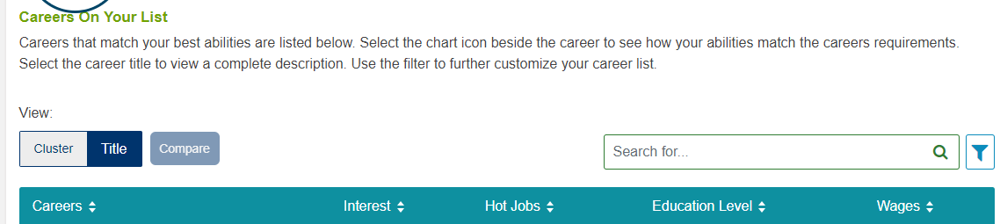 Careers On Your List
Careers that match your best abilities are listed below. Select the chart icon beside the career to see how your abilities match the careers requirements.
Select the career title to view a complete description. Use the filter to further customize your career list.
View:
Cluster Title Compare Search for...
Careers Interest Hot Jobs Education Level Wages